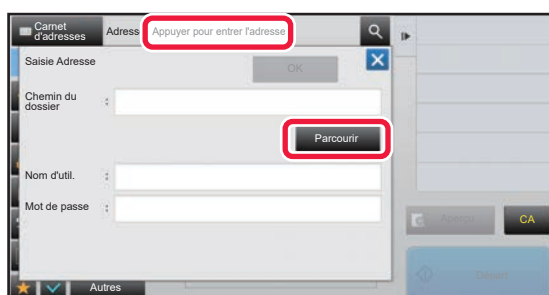 Carnet
d'adresses
Adress
Appuyer pour entrer l'adresse
Saisie Adresse
OK
Chemin du
dossier
:
Parcourir
Nom d'util.
:
Mot de passe
:
Aperçu
CA
Départ
Autres